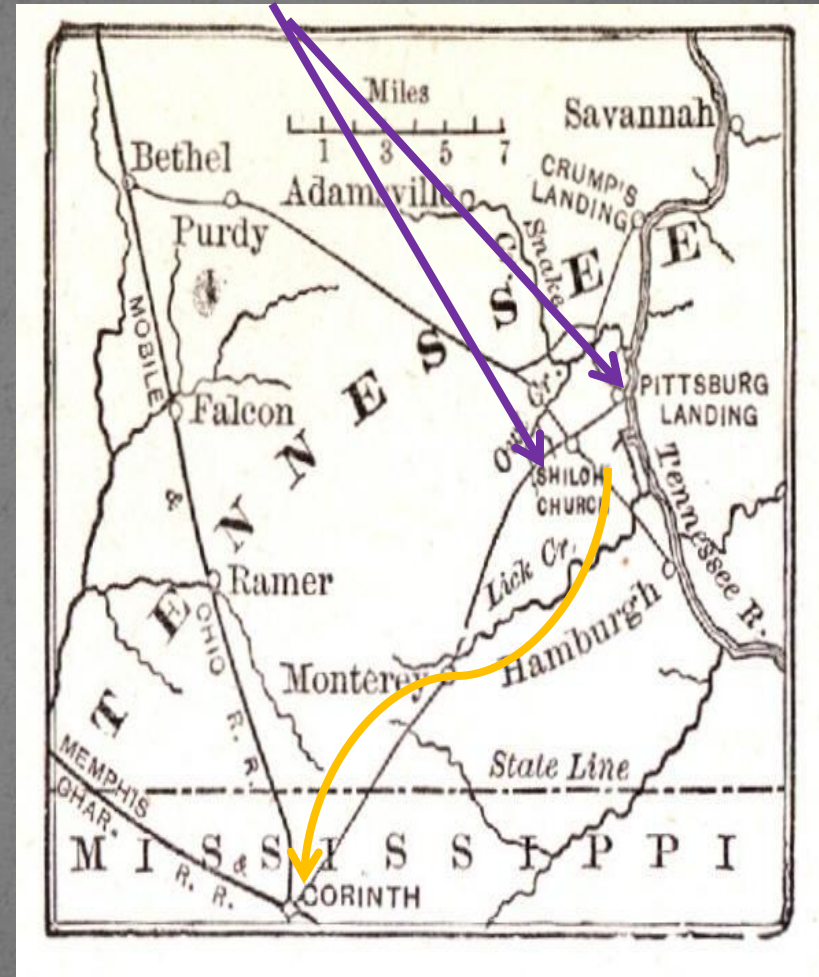 Miles
1 3 5 7
Savannah
Bethel
CRUMP'S
LANDING
Adamsville
Purdy
Snake
C.
TENNESSEE
MOBILE
PITTSBURG
LANDING
Falcon
Owl Cr.
SHILOH
CHURCH
&
Tennessee R.
Lick Cr.
Ramer
OHIO
Hamburgh
Monterey
R. R.
State Line
MEMPHIS
CHAR.
MISSISSIPPI
& R. R.
CORINTH